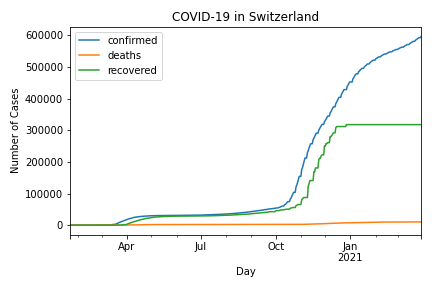 COVID-19 in Switzerland
confirmed
deaths
recovered
600000
500000
400000
300000
200000
100000
0
Number of Cases
Apr
Jul
Oct
Jan
2021
Day